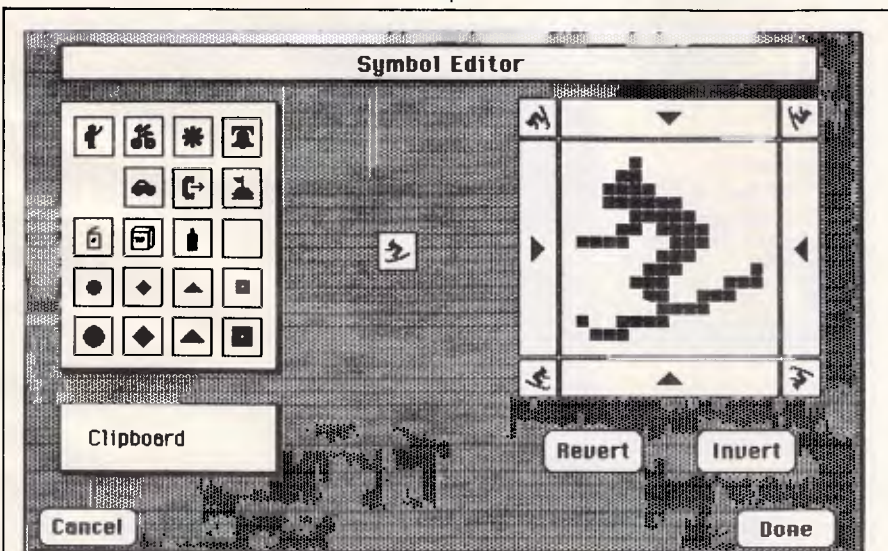 Symbol Editor
Clipboard
Revert
Invert
Cancel
Done